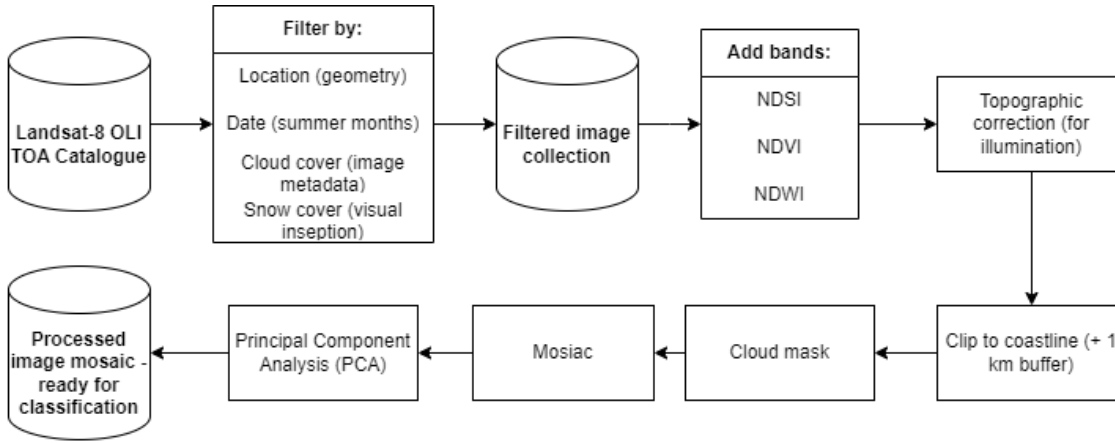 Landsat-8 OLI
TOA Catalogue
Filter by:
Location (geometry)
Date (summer months)
Cloud cover (image
metadata)
Snow cover (visual
inseption)
Filtered image
collection
Add bands:
NDSI
NDVI
NDWI
Topographic
correction (for
illumination)
Clip to coastline (+ 1
km buffer)
Cloud mask
Mosiac
Principal Component
Analysis (PCA)
Processed
image mosaic -
ready for
classification